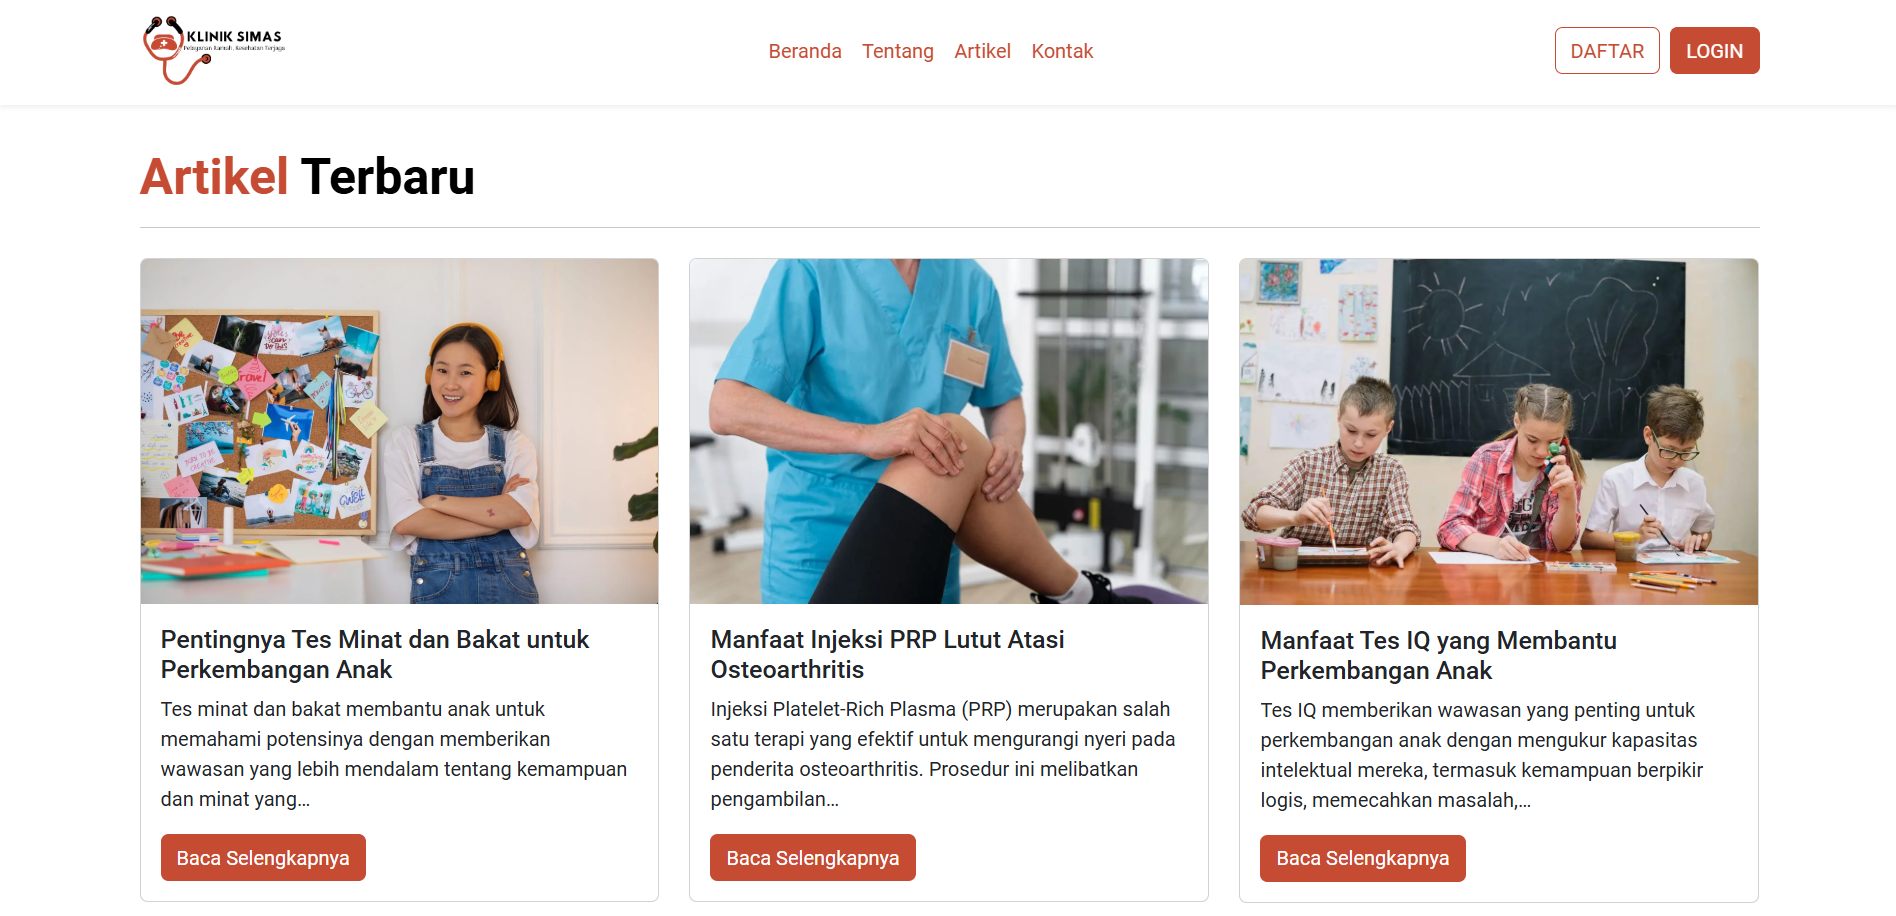 KLINIK SIMAS
Pelayanan Ramah, Kesehatan Terjaga
Beranda Tentang Artikel Kontak
DAFTAR LOGIN
Artikel Terbaru
Pentingnya Tes Minat dan Bakat untuk
Perkembangan Anak
Tes minat dan bakat membantu anak untuk
memahami potensinya dengan memberikan
wawasan yang lebih mendalam tentang kemampuan
dan minat yang...
Baca Selengkapnya
Manfaat Injeksi PRP Lutut Atasi
Osteoarthritis
Injeksi Platelet-Rich Plasma (PRP) merupakan salah
satu terapi yang efektif untuk mengurangi nyeri pada
penderita osteoarthritis. Prosedur ini melibatkan
pengambilan...
Baca Selengkapnya
Manfaat Tes IQ yang Membantu
Perkembangan Anak
Tes IQ memberikan wawasan yang penting untuk
perkembangan anak dengan mengukur kapasitas
intelektual mereka, termasuk kemampuan berpikir
logis, memecahkan masalah,...
Baca Selengkapnya